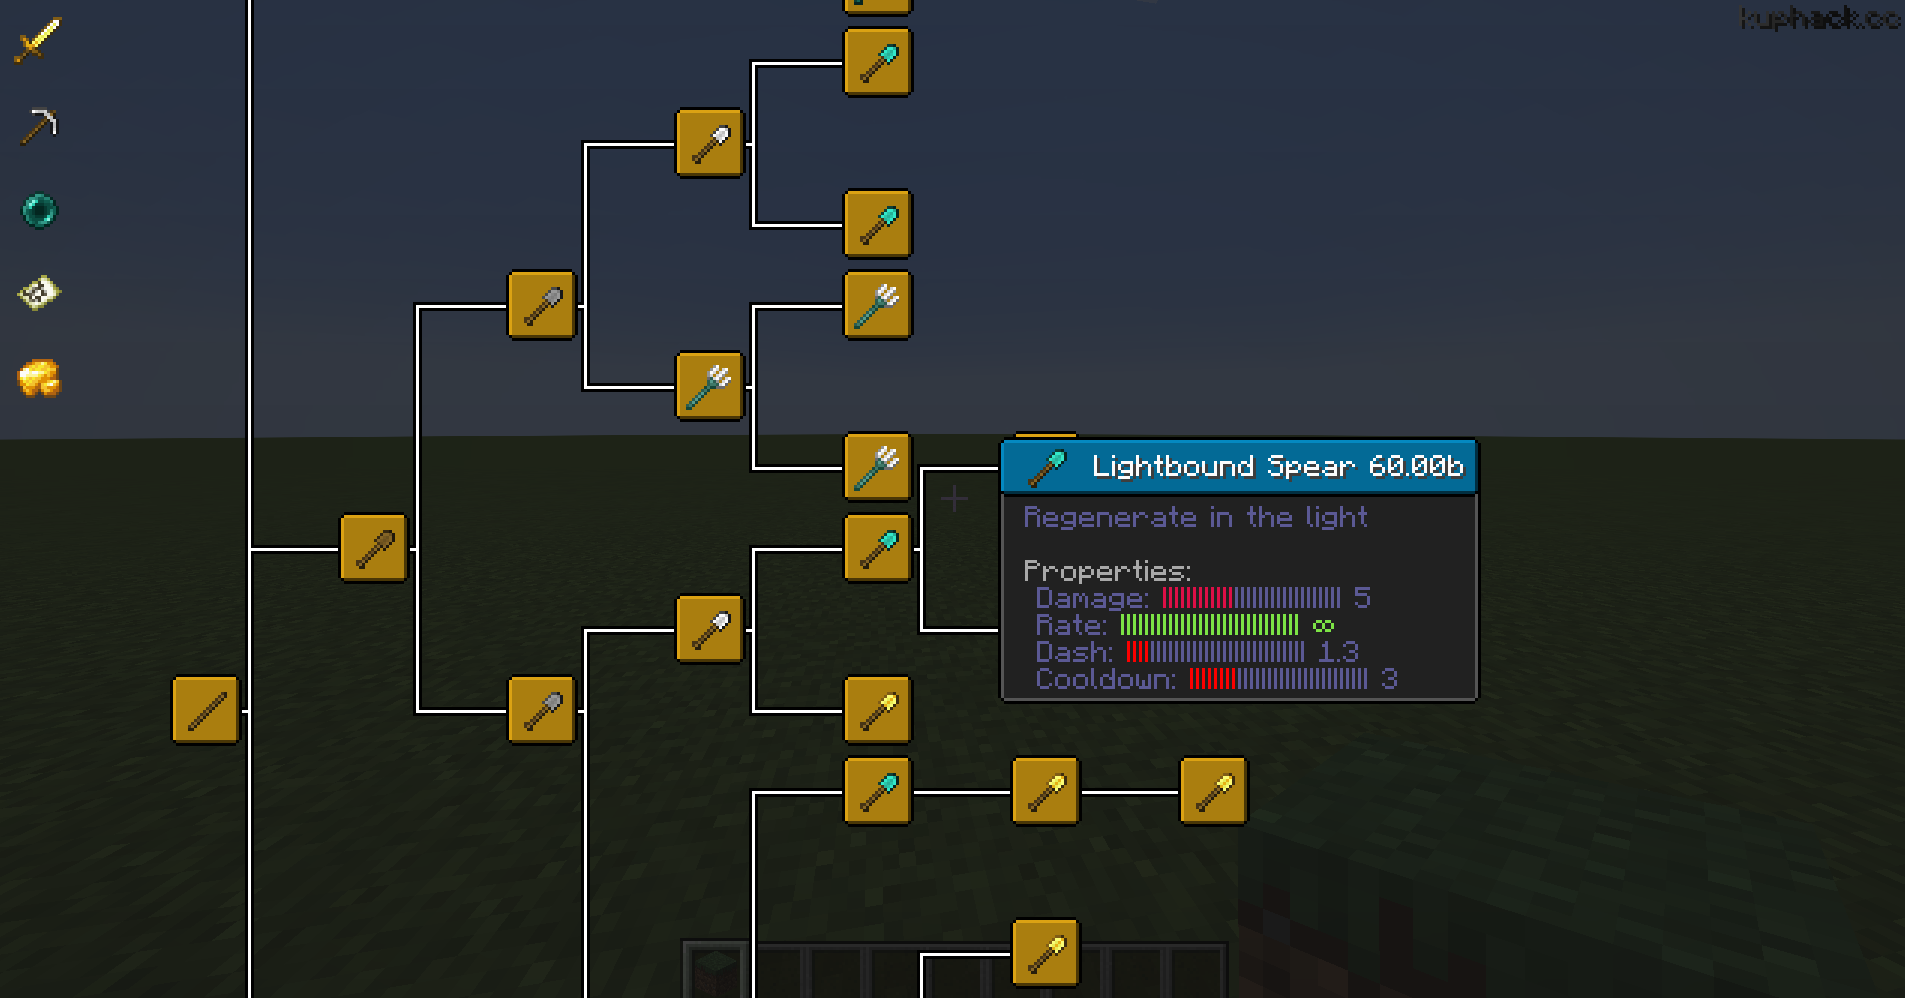 kuphack.cc
Lightbound Spear 60.00b
Regenerate in the light
Properties:
Damage: 5
Rate: ∞
Dash: 1.3
Cooldown: 3